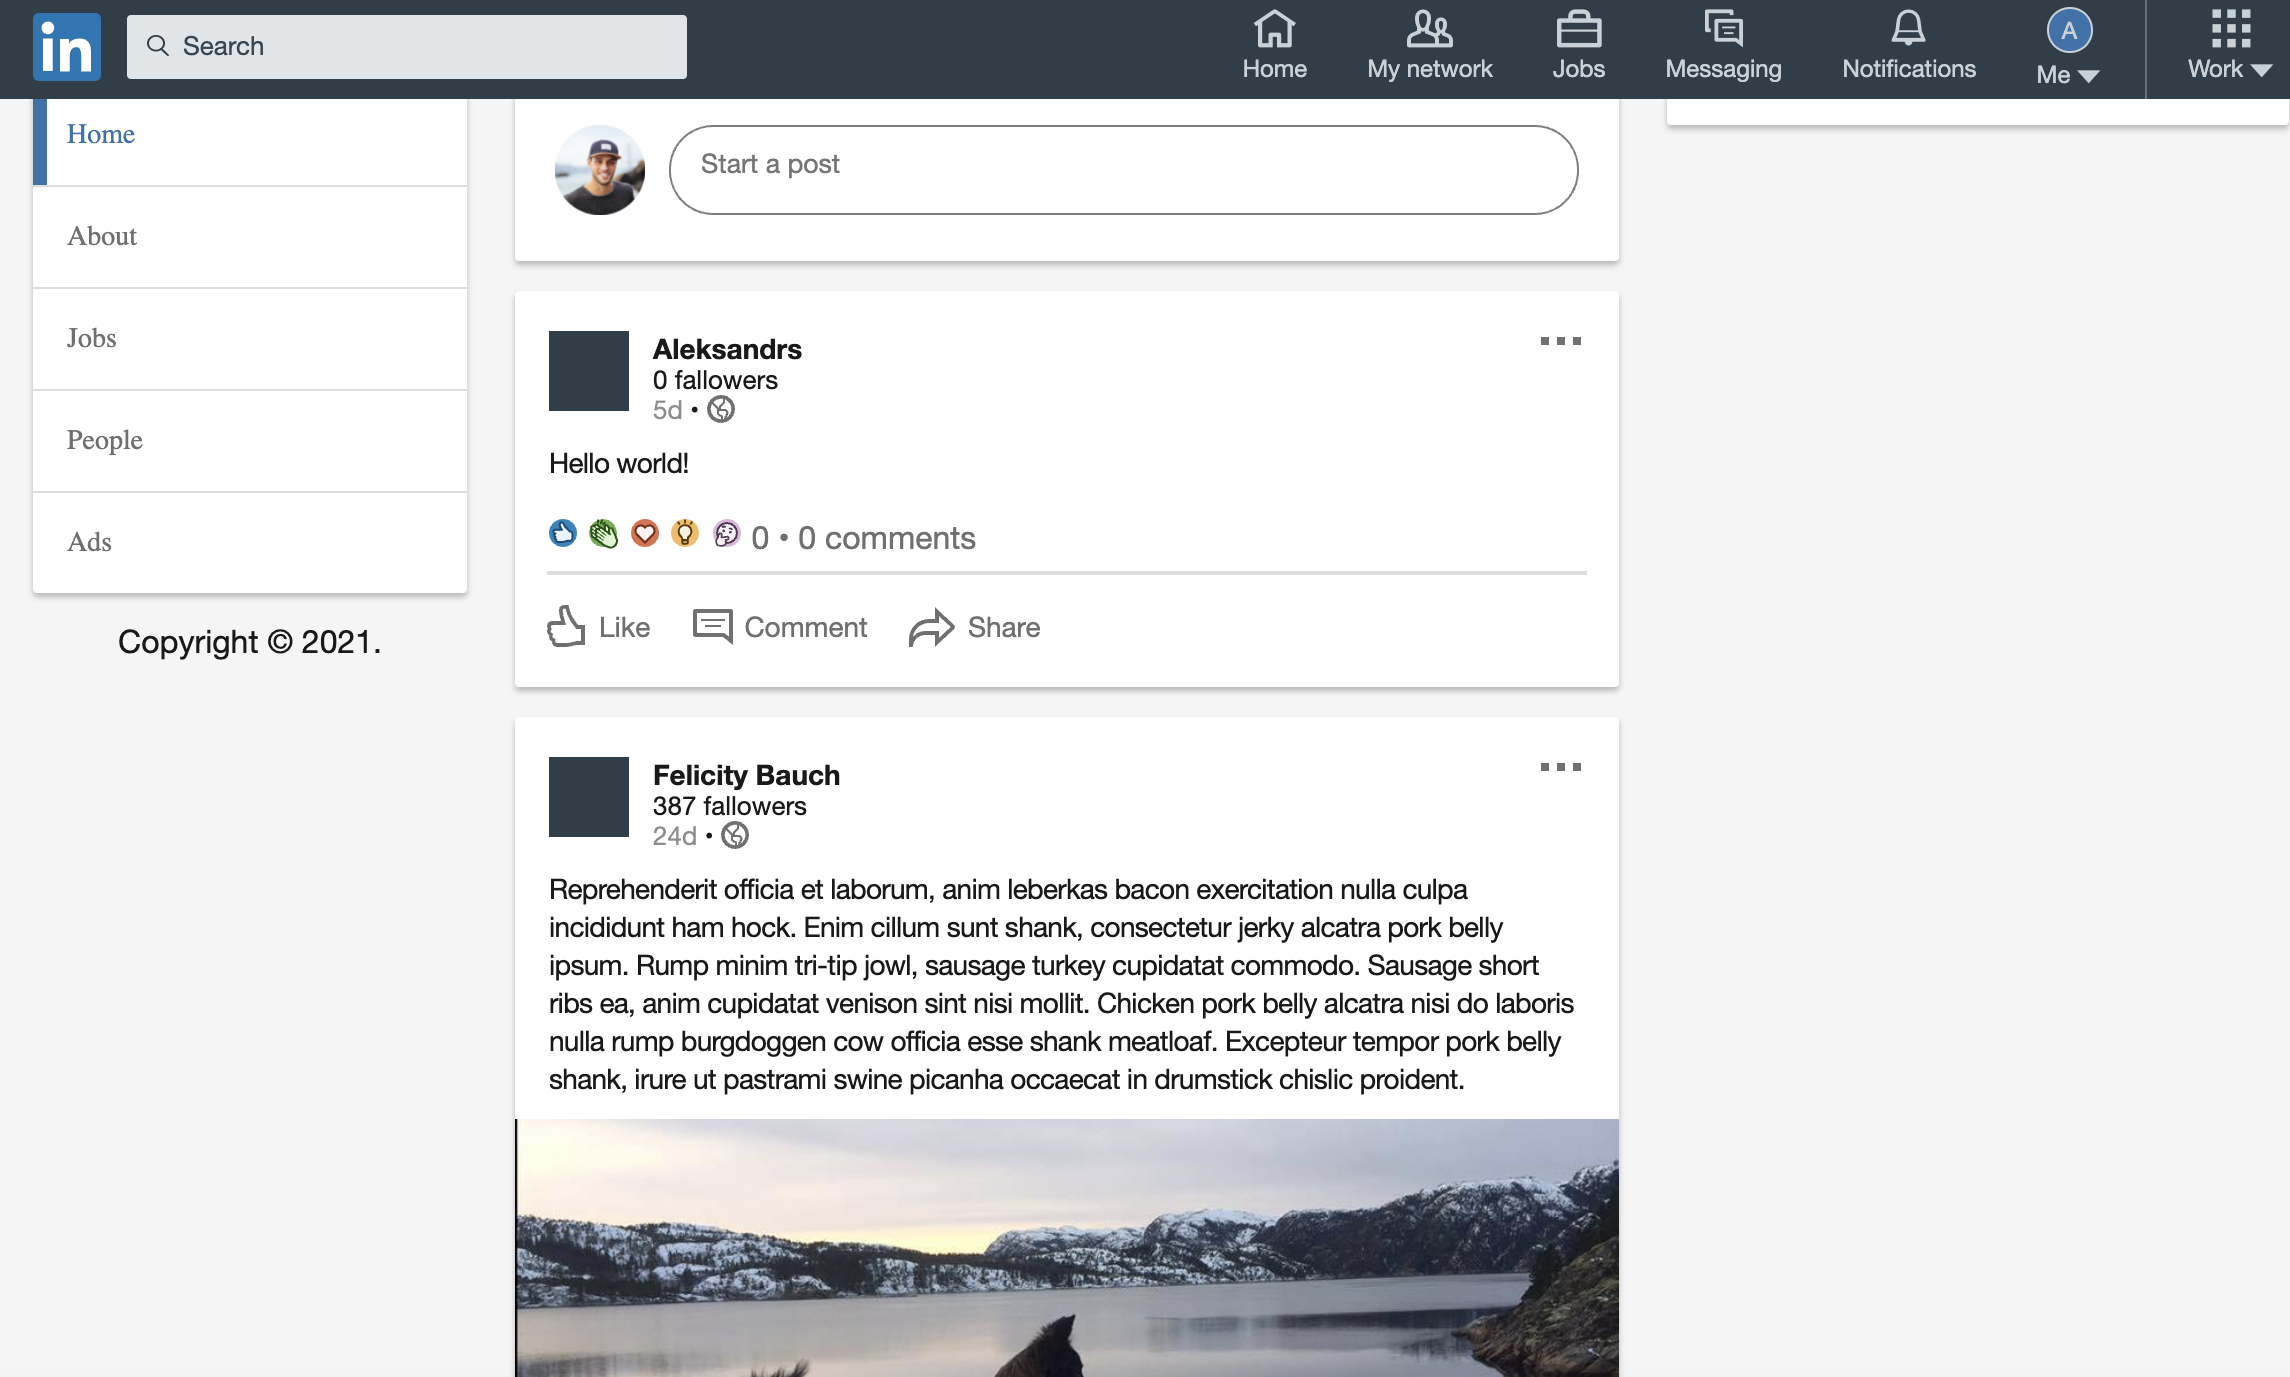 in
Search
Home
My network
Jobs
Messaging
Notifications
A
Me
Work
Home
About
Jobs
People
Ads
Copyright © 2021.
Start a post
Aleksandrs
0 fallowers
5d •
Hello world!
0 • 0 comments
Like
Comment
Share
Felicity Bauch
387 fallowers
24d •
Reprehenderit officia et laborum, anim leberkas bacon exercitation nulla culpa
incididunt ham hock. Enim cillum sunt shank, consectetur jerky alcatra pork belly
ipsum. Rump minim tri-tip jowl, sausage turkey cupidatat commodo. Sausage short
ribs ea, anim cupidatat venison sint nisi mollit. Chicken pork belly alcatra nisi do laboris
nulla rump burgdoggen cow officia esse shank meatloaf. Excepteur tempor pork belly
shank, irure ut pastrami swine picanha occaecat in drumstick chislic proident.